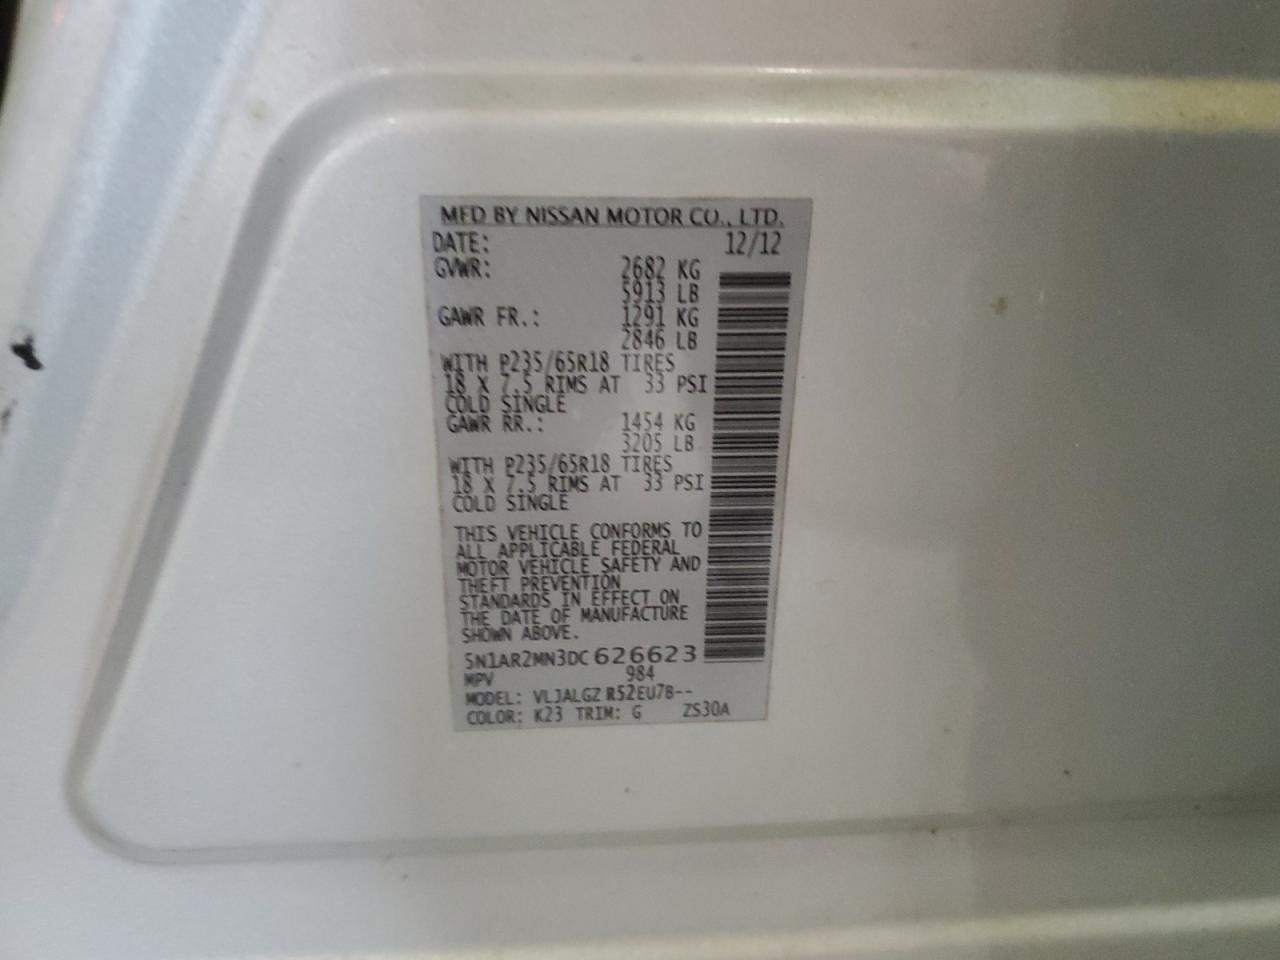 MFD BY NISSAN MOTOR CO., LTD.
DATE: 12/12
GVWR: 2682 KG
5913 LB
GAWR FR.: 1291 KG
2846 LB
WITH P235/65R18 TIRES
18 X 7.5 RIMS AT 33 PSI
COLD SINGLE
GAWR RR.: 1454 KG
3205 LB
WITH P235/65R18 TIRES
18 X 7.5 RIMS AT 33 PSI
COLD SINGLE
THIS VEHICLE CONFORMS TO
ALL APPLICABLE FEDERAL
MOTOR VEHICLE SAFETY AND
THEFT PREVENTION
STANDARDS IN EFFECT ON
THE DATE OF MANUFACTURE
SHOWN ABOVE.
5N1AR2MN3DC626623
MPV 984
MODEL: VLJALGZ R52EU7B--
COLOR: K23 TRIM: G ZS30A